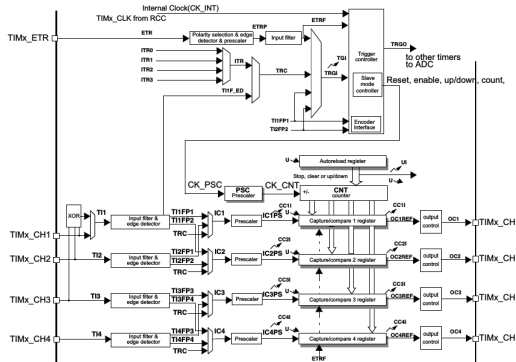 Internal Clock(CK_INT)
TIMx_CLK from RCC
TIMx_ETR
ETR
Polarity selection & edge
detector & prescaler
ETRP
Input filter
ETRF
Trigger
controller
TRGO
to other timers
to ADC
ITR0
ITR1
ITR2
ITR3
ITR
TI1F_ED
TRC
TGI
TRGI
Slave
mode
controller
Reset, enable, up/down, count,
TI1FP1
TI2FP2
Encoder
Interface
U
Autoreload register
UI
Stop, clear or up/down
U
CK_PSC
PSC
Prescaler
CK_CNT
+/-
CNT
counter
XOR
TI1
Input filter &
edge detector
TI1FP1
TI1FP2
TRC
IC1
Prescaler
IC1PS
CC1I
U
Capture/compare 1 register
CC1I
OC1REF
output
control
OC1
TIMx_CH
TIMx_CH1
TIMx_CH2
TI2
Input filter &
edge detector
TI2FP1
TI2FP2
TRC
IC2
Prescaler
IC2PS
CC2I
U
Capture/compare 2 register
CC2I
OC2REF
output
control
OC2
TIMx_CH
TIMx_CH3
TI3
Input filter &
edge detector
TI3FP3
TI3FP4
TRC
IC3
Prescaler
IC3PS
CC3I
U
Capture/compare 3 register
CC3I
OC3REF
output
control
OC3
TIMx_CH
TIMx_CH4
TI4
Input filter &
edge detector
TI4FP3
TI4FP4
TRC
IC4
Prescaler
IC4PS
CC4I
U
Capture/compare 4 register
CC4I
OC4REF
output
control
OC4
TIMx_CH
ETRF